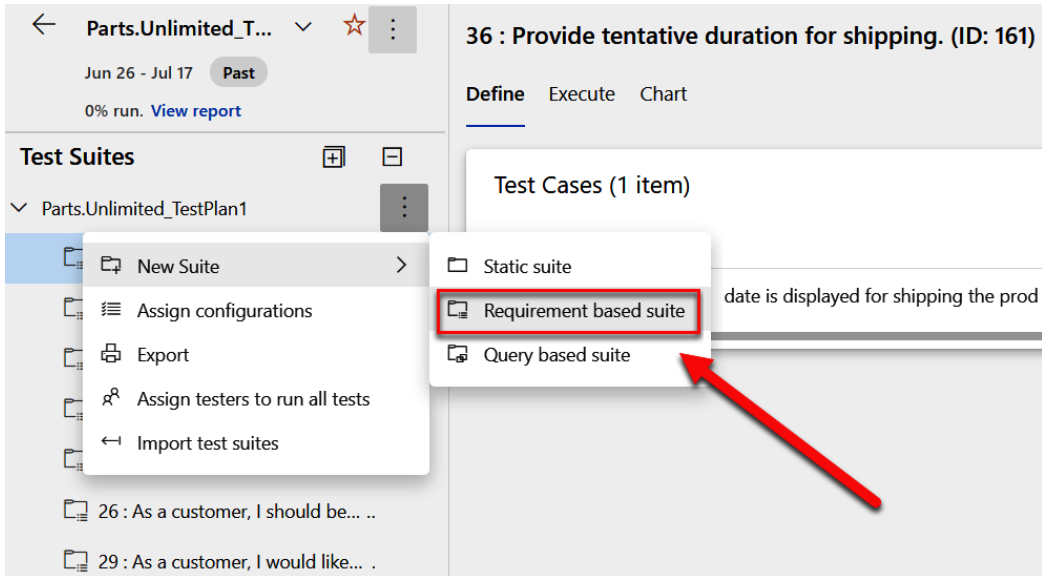 Parts.Unlimited_T...
Jun 26 - Jul 17 Past
0% run. View report
Test Suites
Parts.Unlimited_TestPlan1
New Suite
Assign configurations
Export
Assign testers to run all tests
Import test suites
26 : As a customer, I should be... ..
29 : As a customer, I would like... .
Static suite
Requirement based suite
Query based suite
36 : Provide tentative duration for shipping. (ID: 161)
Define Execute Chart
Test Cases (1 item)
date is displayed for shipping the prod